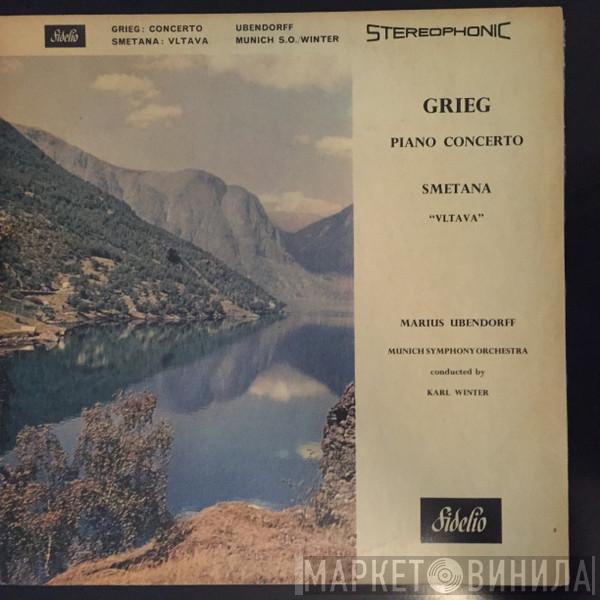 Fidelio
GRIEG: CONCERTO UBENDORFF
SMETANA: VLTAVA MUNICH S.O./WINTER
STEREOPHONIC
GRIEG
PIANO CONCERTO
SMETANA
“VLTAVA”
MARIUS UBENDORFF
MUNICH SYMPHONY ORCHESTRA
conducted by
KARL WINTER
Fidelio
МАРКЕТ ВИНИЛА